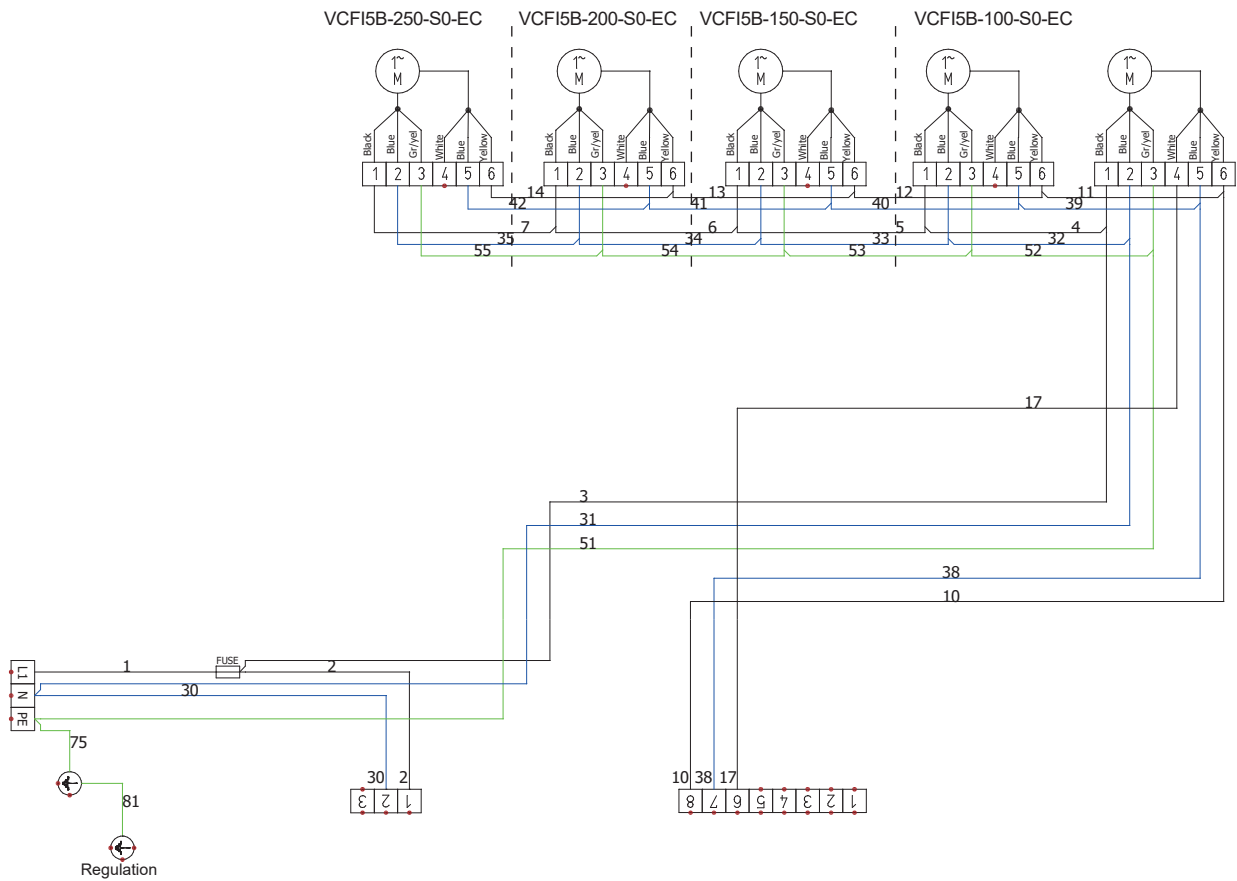 VCFI5B-250-S0-EC VCFI5B-200-S0-EC VCFI5B-150-S0-EC VCFI5B-100-S0-EC
1~ 1~ 1~ 1~ 1~
M M M M M
Black Blue Gr/yel White Blue Yellow Black Blue Gr/yel White Blue Yellow Black Blue Gr/yel White Blue Yellow Black Blue Gr/yel White Blue Yellow Black Blue Gr/yel White Blue Yellow
1 2 3 4 5 6 1 2 3 4 5 6 1 2 3 4 5 6 1 2 3 4 5 6 1 2 3 4 5 6
14 13 12 11
42 41 40 39
7 6 5 4
35 34 33 32
55 54 53 52
17
3
31
51
38
10
FUSE
L1 1 2
N 30
PE
75
30 2 10 38 17
3 2 1 8 7 6 5 4 3 2 1
81
Regulation